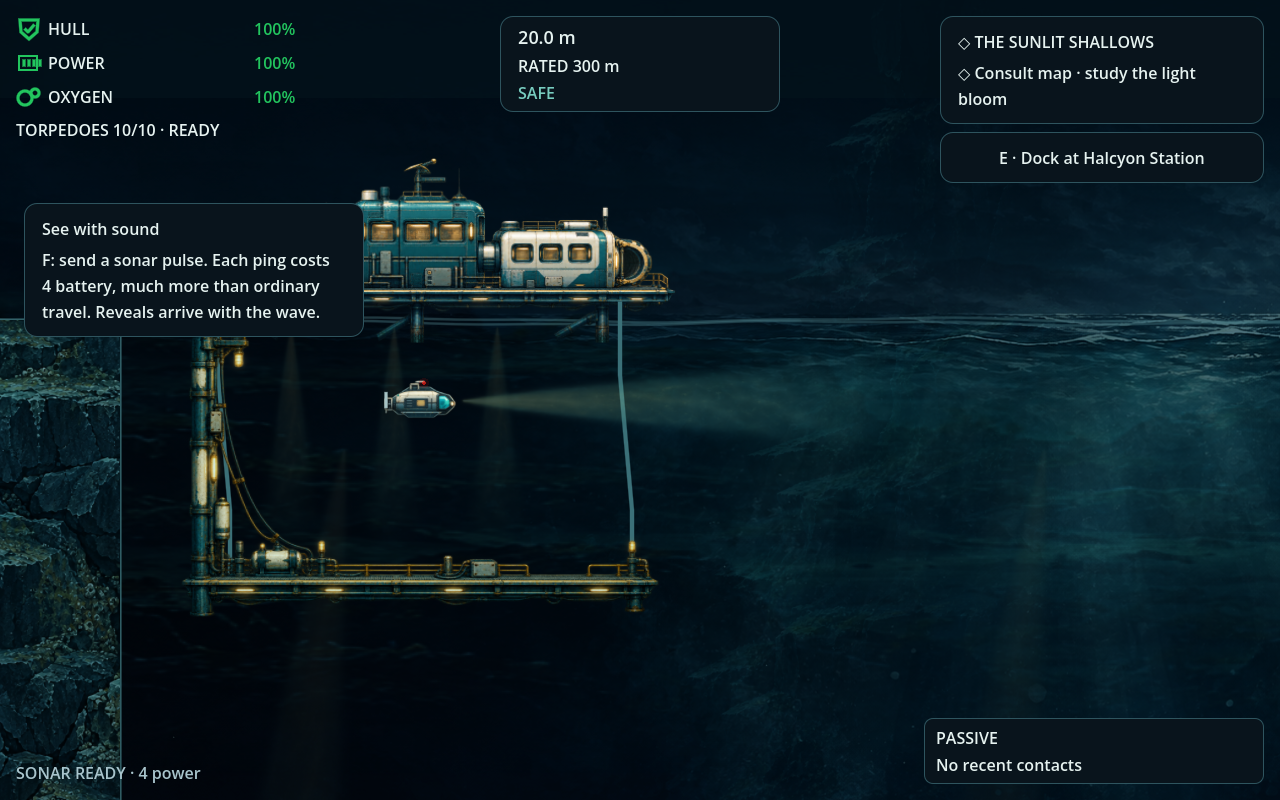 HULL 100%
POWER 100%
OXYGEN 100%
TORPEDOES 10/10 · READY
20.0 m
RATED 300 m
SAFE
◇ THE SUNLIT SHALLOWS
◇ Consult map · study the light
bloom
E · Dock at Halcyon Station
See with sound
F: send a sonar pulse. Each ping costs
4 battery, much more than ordinary
travel. Reveals arrive with the wave.
SONAR READY · 4 power
PASSIVE
No recent contacts